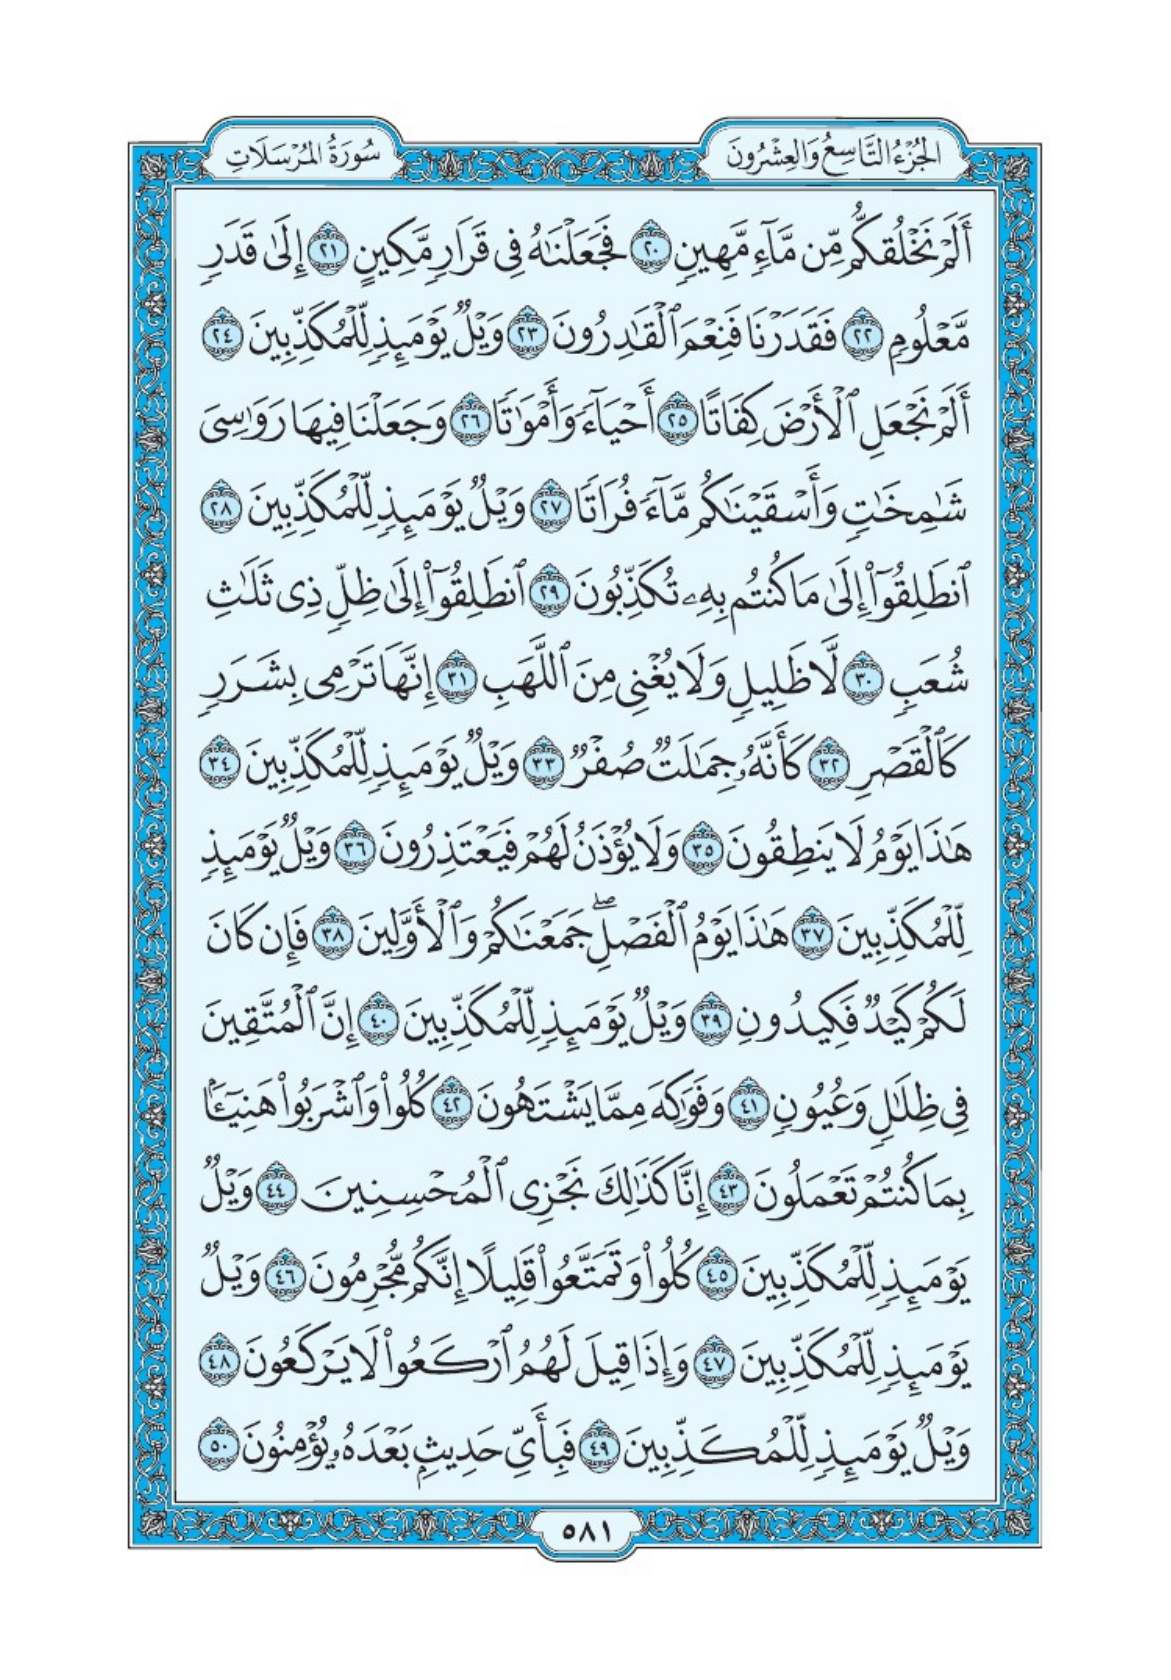 الجُزْءُ التَّاسِعُ وَالعِشْرُونَ
سُورَةُ المُرْسَلَاتِ
أَلَمْ نَخْلُقكُّم مِّن مَّآءٖ مَّهِينٖ ٢٠ فَجَعَلْنَٰهُ فِي قَرَارٖ مَّكِينٍ ٢١ إِلَىٰ قَدَرٖ
مَّعْلُومٖ ٢٢ فَقَدَرْنَا فَنِعْمَ ٱلْقَٰدِرُونَ ٢٣ وَيْلٞ يَوْمَئِذٖ لِّلْمُكَذِّبِينَ ٢٤
أَلَمْ نَجْعَلِ ٱلْأَرْضَ كِفَاتًا ٢٥ أَحْيَآءٗ وَأَمْوَٰتٗا ٢٦ وَجَعَلْنَا فِيهَا رَوَٰسِيَ
شَٰمِخَٰتٖ وَأَسْقَيْنَٰكُم مَّآءٗ فُرَاتٗا ٢٧ وَيْلٞ يَوْمَئِذٖ لِّلْمُكَذِّبِينَ ٢٨
ٱنطَلِقُوٓاْ إِلَىٰ مَا كُنتُم بِهِۦ تُكَذِّبُونَ ٢٩ ٱنطَلِقُوٓاْ إِلَىٰ ظِلّٖ ذِي ثَلَٰثِ
شُعَبٖ ٣٠ لَّا ظَلِيلٖ وَلَا يُغْنِي مِنَ ٱللَّهَبِ ٣١ إِنَّهَا تَرْمِي بِشَرَرٖ
كَٱلْقَصْرِ ٣٢ كَأَنَّهُۥ جِمَٰلَتٞ صُفْرٞ ٣٣ وَيْلٞ يَوْمَئِذٖ لِّلْمُكَذِّبِينَ ٣٤
هَٰذَا يَوْمُ لَا يَنطِقُونَ ٣٥ وَلَا يُؤْذَنُ لَهُمْ فَيَعْتَذِرُونَ ٣٦ وَيْلٞ يَوْمَئِذٖ
لِّلْمُكَذِّبِينَ ٣٧ هَٰذَا يَوْمُ ٱلْفَصْلِۖ جَمَعْنَٰكُمْ وَٱلْأَوَّلِينَ ٣٨ فَإِن كَانَ
لَكُمْ كَيْدٞ فَكِيدُونِ ٣٩ وَيْلٞ يَوْمَئِذٖ لِّلْمُكَذِّبِينَ ٤٠ إِنَّ ٱلْمُتَّقِينَ
فِي ظِلَٰلٖ وَعُيُونٖ ٤١ وَفَوَٰكِهَ مِمَّا يَشْتَهُونَ ٤٢ كُلُواْ وَٱشْرَبُواْ هَنِيٓـَٔۢا
بِمَا كُنتُمْ تَعْمَلُونَ ٤٣ إِنَّا كَذَٰلِكَ نَجْزِي ٱلْمُحْسِنِينَ ٤٤ وَيْلٞ
يَوْمَئِذٖ لِّلْمُكَذِّبِينَ ٤٥ كُلُواْ وَتَمَتَّعُواْ قَلِيلًا إِنَّكُم مُّجْرِمُونَ ٤٦ وَيْلٞ
يَوْمَئِذٖ لِّلْمُكَذِّبِينَ ٤٧ وَإِذَا قِيلَ لَهُمُ ٱرْكَعُواْ لَا يَرْكَعُونَ ٤٨
وَيْلٞ يَوْمَئِذٖ لِّلْمُكَذِّبِينَ ٤٩ فَبِأَيِّ حَدِيثِۭ بَعْدَهُۥ يُؤْمِنُونَ ٥٠
٥٨١